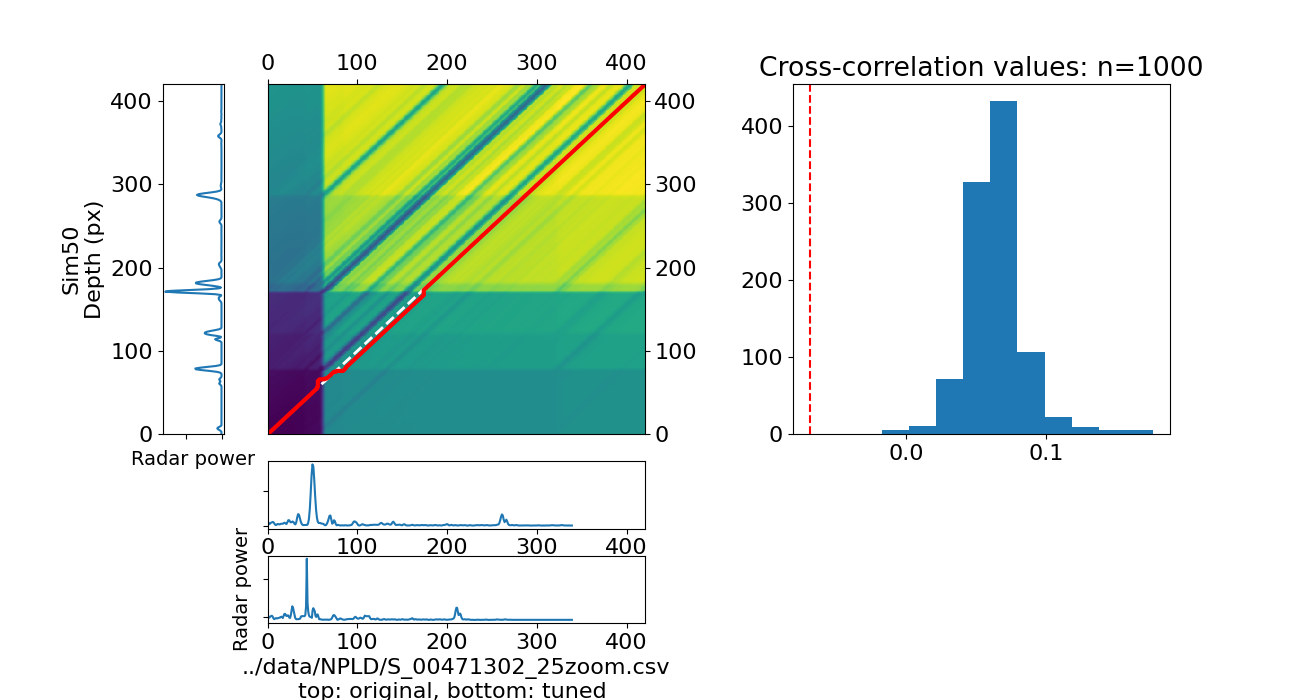 0 100 200 300 400
Cross-correlation values: n=1000
400
300
200
100
0
Sim50
Depth (px)
400
300
200
100
0
400
300
200
100
0
0.0 0.1
Radar power
0 100 200 300 400
Radar power
0 100 200 300 400
../data/NPLD/S_00471302_25zoom.csv
top: original, bottom: tuned